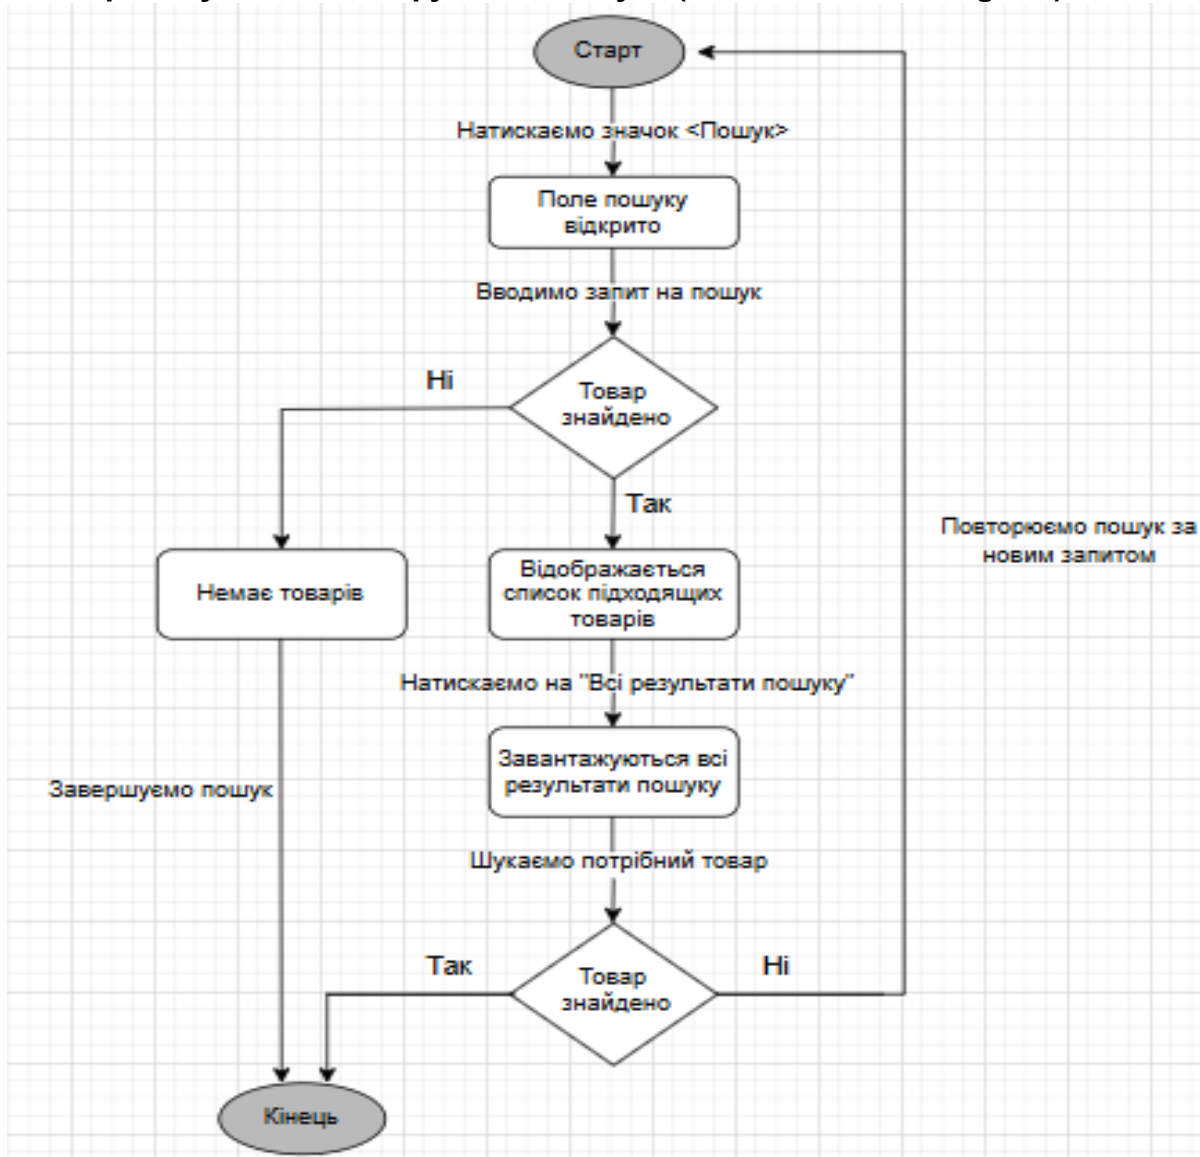 Старт
Натискаємо значок <Пошук>
Поле пошуку
відкрито
Вводимо запит на пошук
Ні
Товар
знайдено
Так
Повторюємо пошук за
новим запитом
Немає товарів
Відображається
список підходящих
товарів
Натискаємо на "Всі результати пошуку"
Завершуємо пошук
Завантажуються всі
результати пошуку
Шукаємо потрібний товар
Так
Товар
знайдено
Ні
Кінець